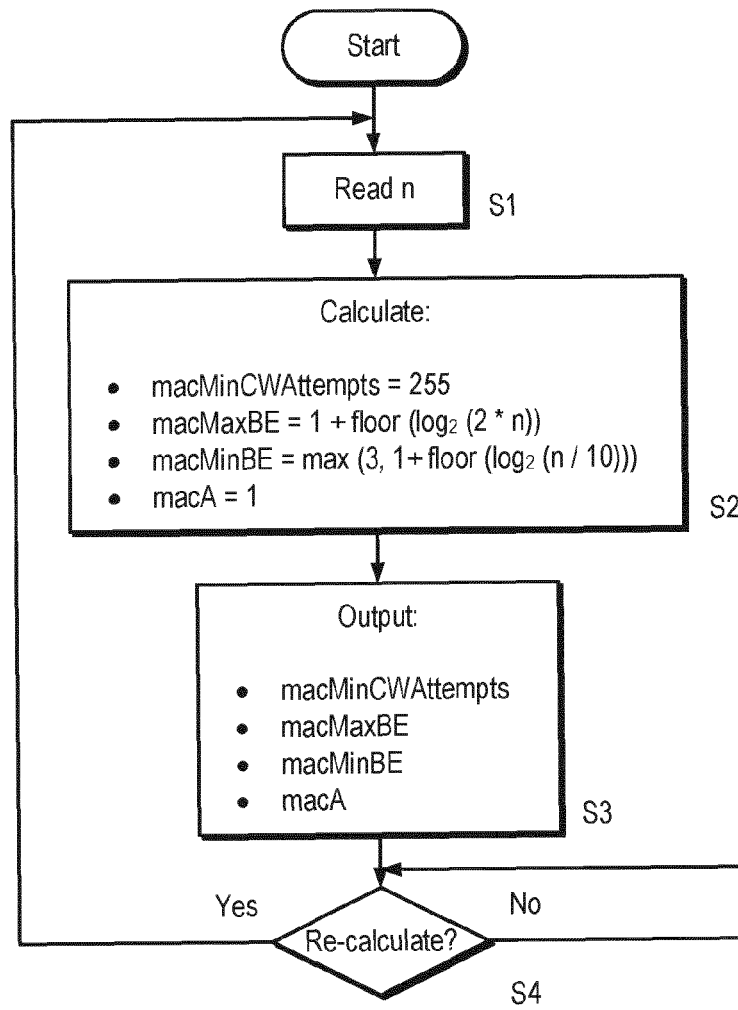 Start
Read n
S1
Calculate:
• macMinCWAttempts = 255
• macMaxBE = 1 + floor (log₂ (2 * n))
• macMinBE = max (3, 1+floor (log₂ (n / 10)))
• macA = 1
S2
Output:
• macMinCWAttempts
• macMaxBE
• macMinBE
• macA
S3
Yes
No
Re-calculate?
S4